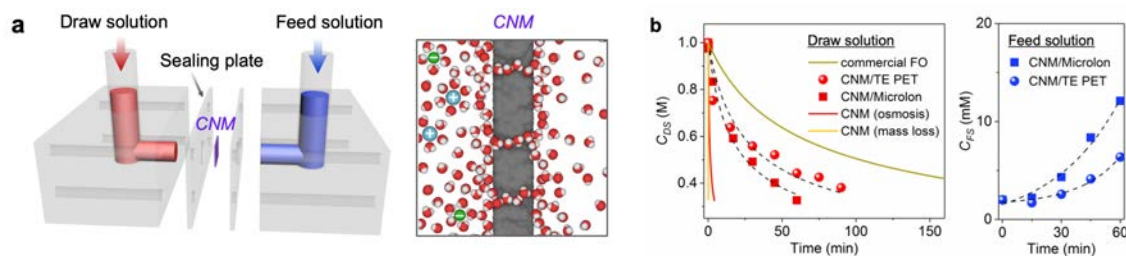 a
Draw solution
Feed solution
Sealing plate
CNM
CNM
b
C_DS (M)
1.0
0.8
0.6
0.4
0
50
100
150
Time (min)
Draw solution
commercial FO
CNM/TE PET
CNM/Microlon
CNM (osmosis)
CNM (mass loss)
C_FS (mM)
20
10
0
0
30
60
Time (min)
Feed solution
CNM/Microlon
CNM/TE PET